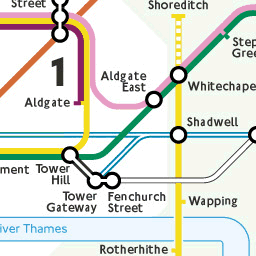 Street
Shoreditch
Step
Gre
1
Aldgate
East
Whitechape
Aldgate
Shadwell
ment
Tower
Hill
Tower
Gateway
Fenchurch
Street
Wapping
iver Thames
Rotherhithe